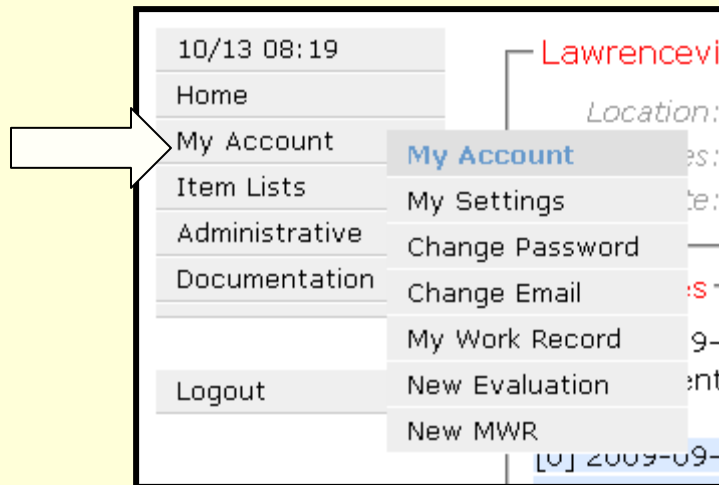 10/13 08:19
Home
My Account
Item Lists
Administrative
Documentation
Logout
My Account
My Settings
Change Password
Change Email
My Work Record
New Evaluation
New MWR
Location: